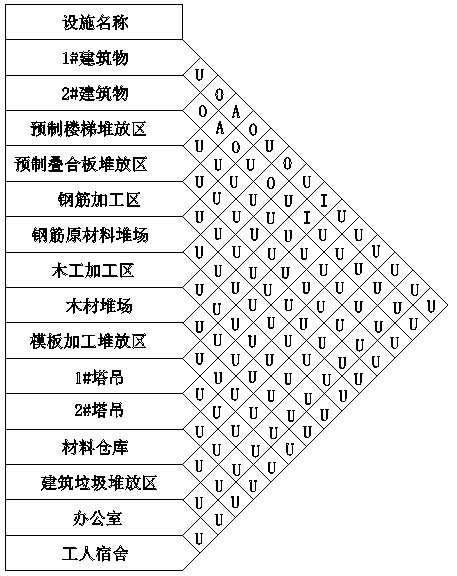 设施名称
1#建筑物
2#建筑物
预制楼梯堆放区
预制叠合板堆放区
钢筋加工区
钢筋原材料堆场
木工加工区
木材堆场
模板加工堆放区
1#塔吊
2#塔吊
材料仓库
建筑垃圾堆放区
办公室
工人宿舍
U
O
O A
A O
U O U
U U O
U U O U
U U U I
U U U I U
U U U U U
U U U U U U
U U U U U U
U U U U U U U
U U U U U U U
U U U U U U U
U U U U U U
U U U U U U
U U U U U
U U U U U
U U U U
U U U U
U U U
U U U
U U
U U
U
U